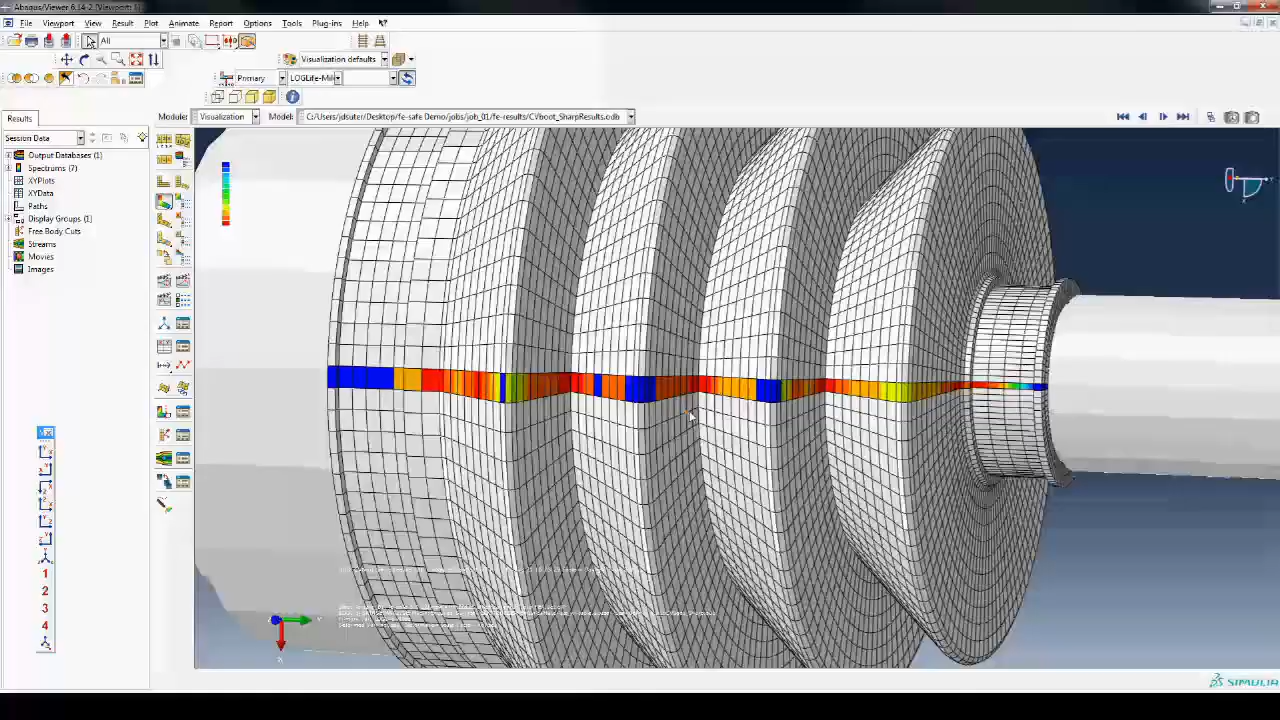 Abaqus/Viewer 6.14-2 [Viewport: 1]
File Viewport View Result Plot Animate Report Options Tools Plug-ins Help
All
Visualization defaults
Primary LOGLife-Mil
Results
Module: Visualization Model: C:/Users/jdsuter/Desktop/fe-safe Demo/jobs/job_01/fe-results/CVboot_SharpResults.odb
Session Data
Output Databases (1)
Spectrums (7)
XYPlots
XYData
Paths
Display Groups (1)
Free Body Cuts
Streams
Movies
Images
1
2
3
4
Y
X
SIMULIA